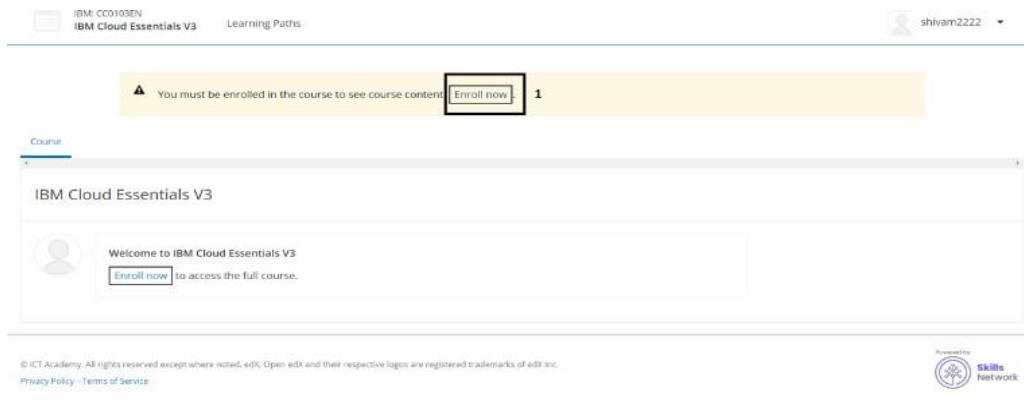 IBM: CC0103EN
IBM Cloud Essentials V3
Learning Paths
shivam2222
You must be enrolled in the course to see course content Enroll now. 1
Course
IBM Cloud Essentials V3
Welcome to IBM Cloud Essentials V3
Enroll now to access the full course.
© ICT Academy. All rights reserved except where noted. edX, Open edX and their respective logos are registered trademarks of edX Inc.
Privacy Policy - Terms of Service
Powered by
Skills
Network